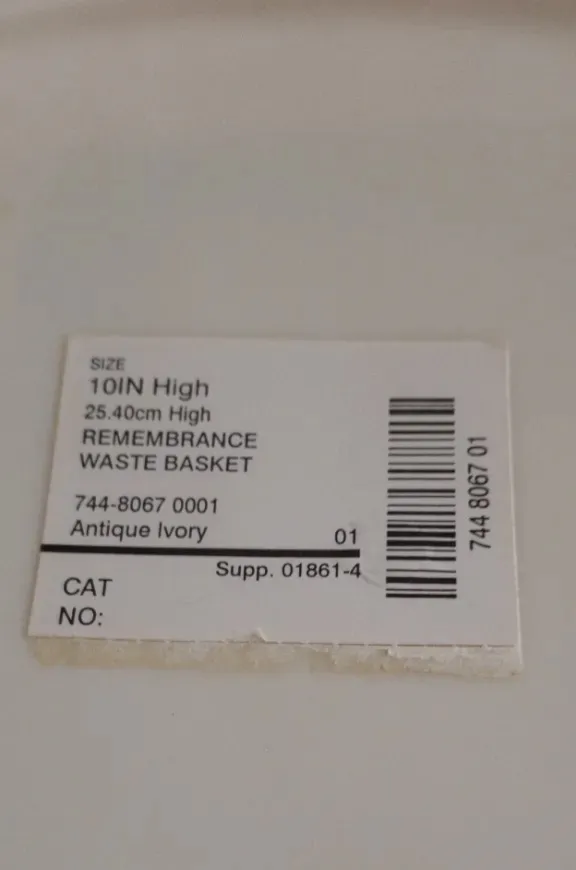 SIZE
10IN High
25.40cm High
REMEMBRANCE
WASTE BASKET
744-8067 0001
Antique Ivory 01
Supp. 01861-4
CAT
NO:
744 8067 01